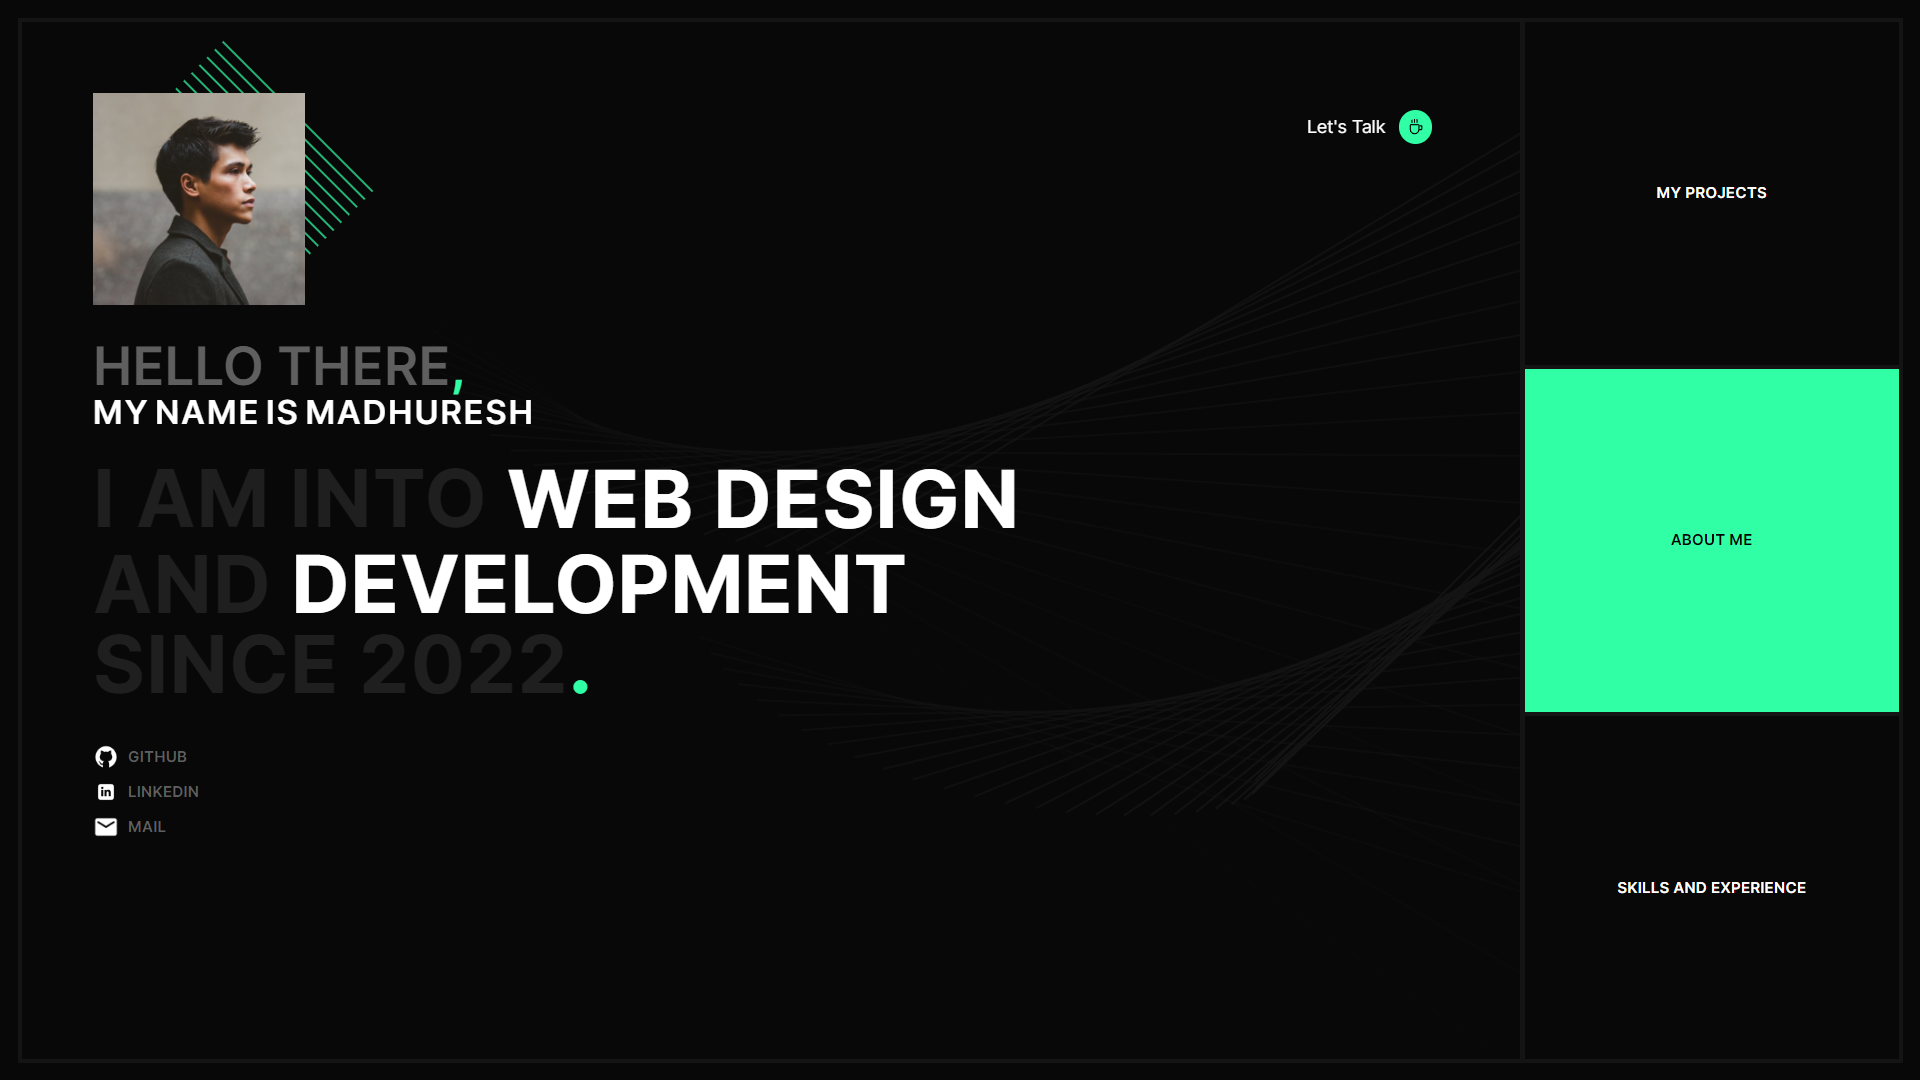 Let's Talk
HELLO THERE,
MY NAME IS MADHURESH
I AM INTO WEB DESIGN
AND DEVELOPMENT
SINCE 2022.
GITHUB
LINKEDIN
MAIL
MY PROJECTS
ABOUT ME
SKILLS AND EXPERIENCE